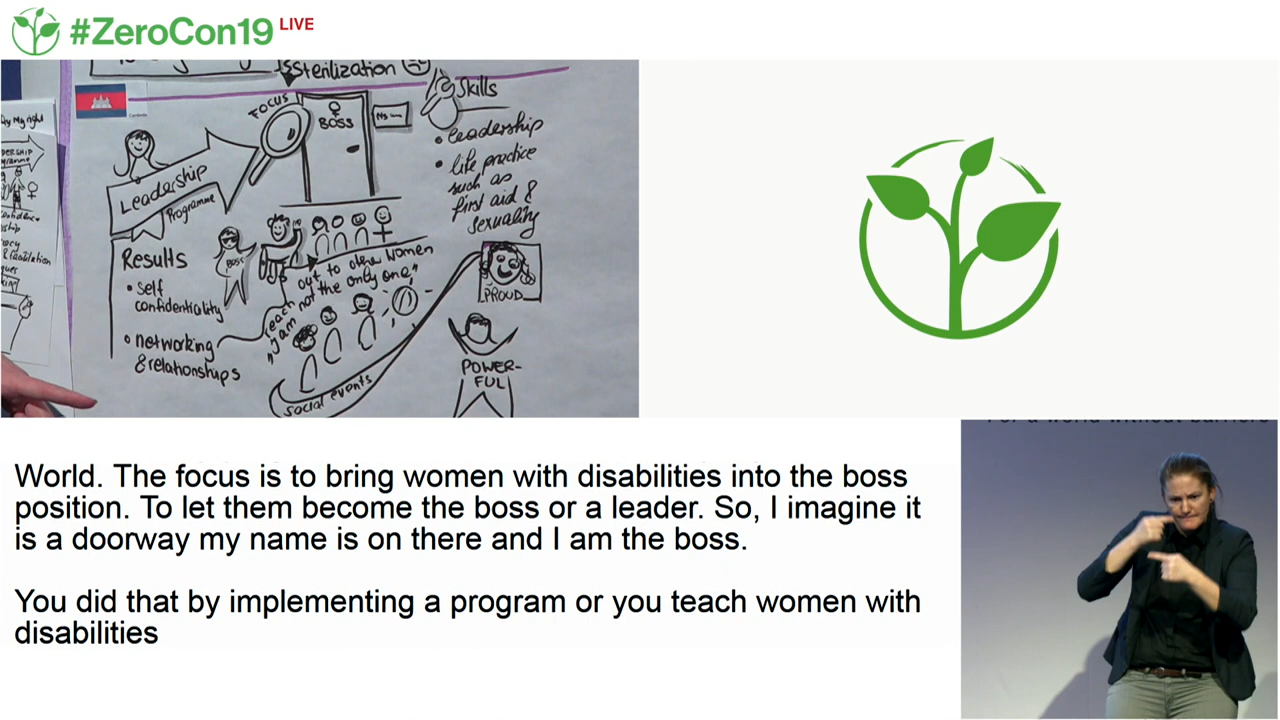 #ZeroCon19 LIVE
Sterilization
Skills
FOCUS
BOSS
• leadership
• life practice
such as
first aid &
sexuality
Leadership
Programme
Results
• self
confidentiality
• networking
& relationships
BOSS
reach out to other women
"I am not the only one"
social events
PROUD
POWER-
FUL
World. The focus is to bring women with disabilities into the boss
position. To let them become the boss or a leader. So, I imagine it
is a doorway my name is on there and I am the boss.
You did that by implementing a program or you teach women with
disabilities